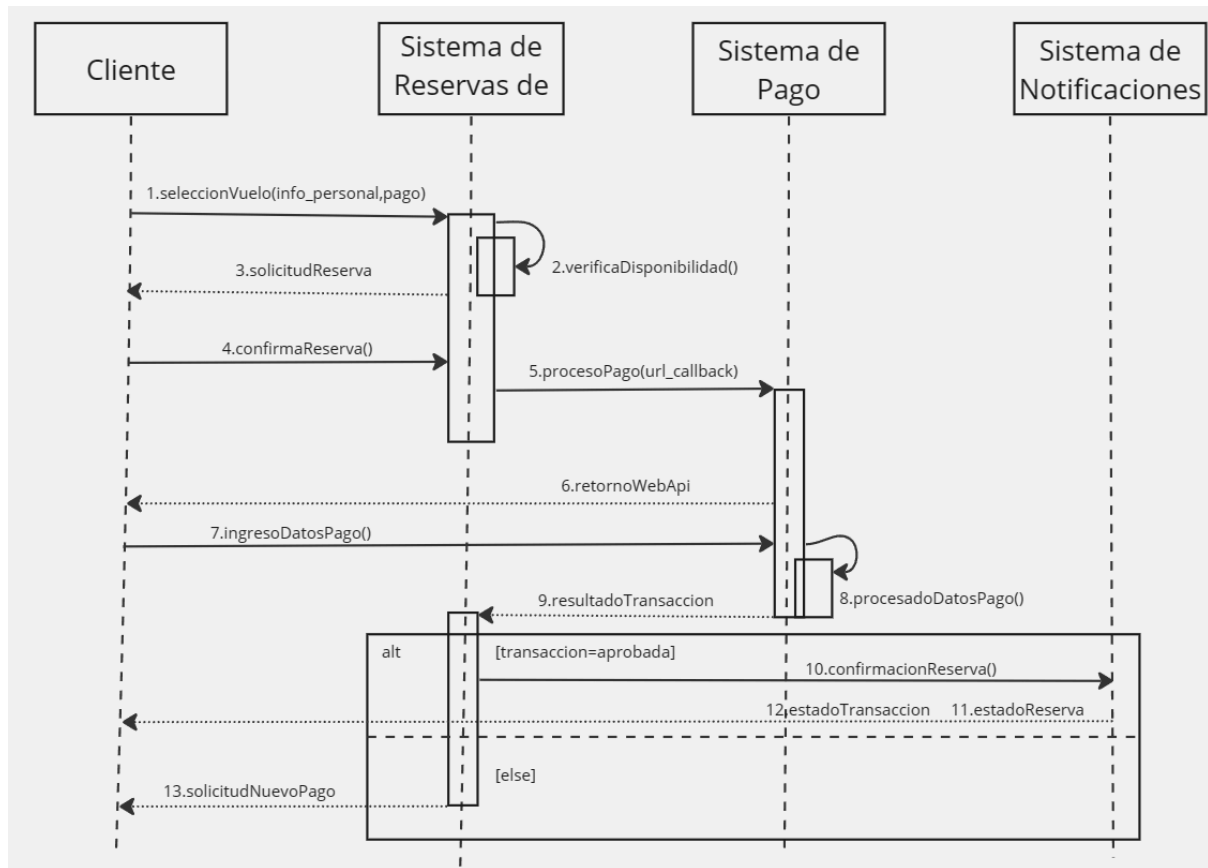 Cliente
Sistema de
Reservas de
Sistema de
Pago
Sistema de
Notificaciones
1.seleccionVuelo(info_personal,pago)
2.verificaDisponibilidad()
3.solicitudReserva
4.confirmaReserva()
5.procesoPago(url_callback)
6.retornoWebApi
7.ingresoDatosPago()
8.procesadoDatosPago()
9.resultadoTransaccion
alt
[transaccion=aprobada]
10.confirmacionReserva()
12.estadoTransaccion
11.estadoReserva
[else]
13.solicitudNuevoPago